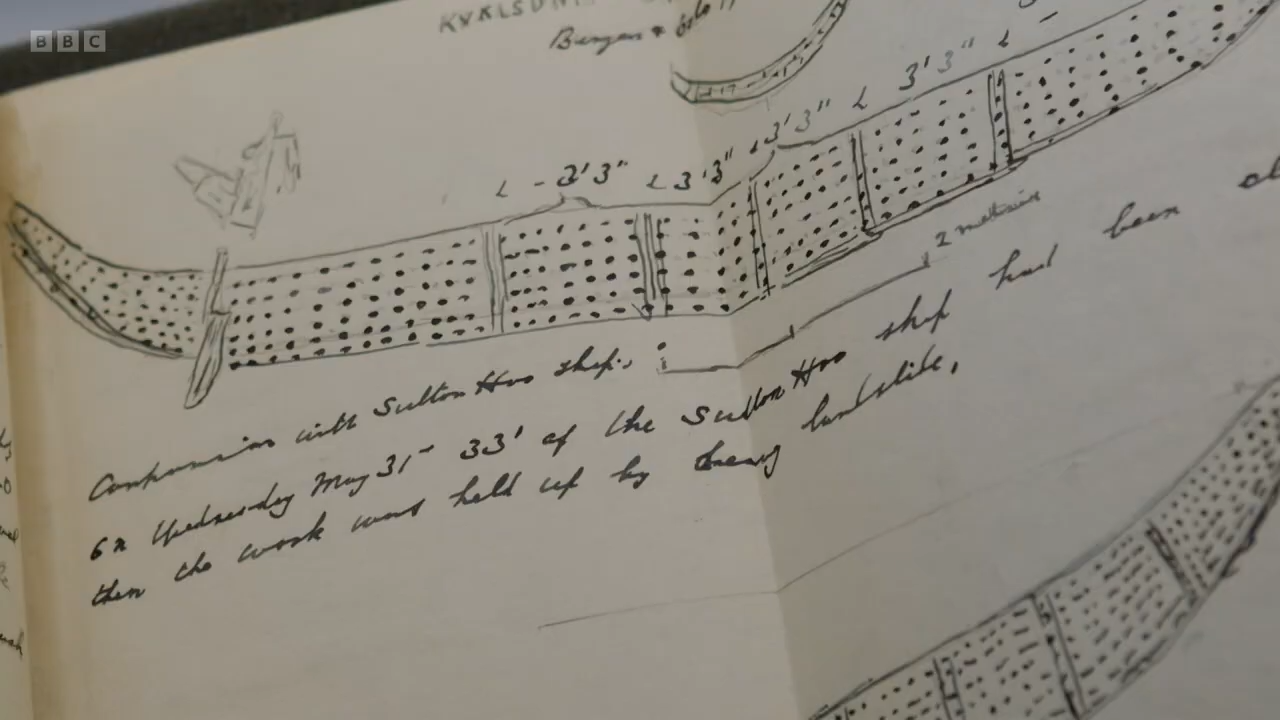 BBC
KVALSUND
Bergen & Oslo
L - 3'3" L 3'3" L 3'3" L 3'3" L
2 metres
Comparison with Sutton Hoo ship.
On Wednesday May 31st 33' of the Sutton Hoo ship had been
then the work was held up by heavy landslide.